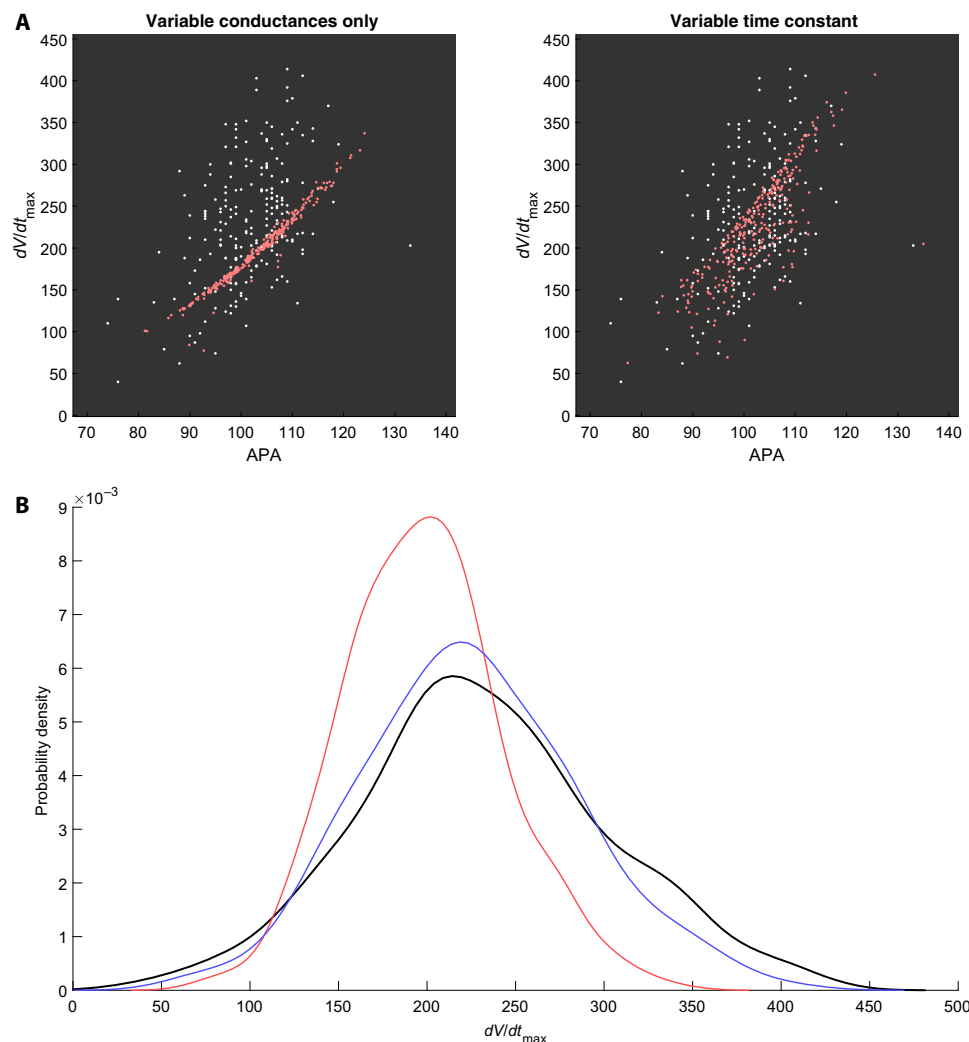 A
Variable conductances only
Variable time constant
450
400
350
300
250
200
150
100
50
0
dV/dt_max
70 80 90 100 110 120 130 140
APA
450
400
350
300
250
200
150
100
50
0
dV/dt_max
70 80 90 100 110 120 130 140
APA
B
×10⁻³
9
8
7
6
5
4
3
2
1
0
Probability density
0 50 100 150 200 250 300 350 400 450 500
dV/dt_max